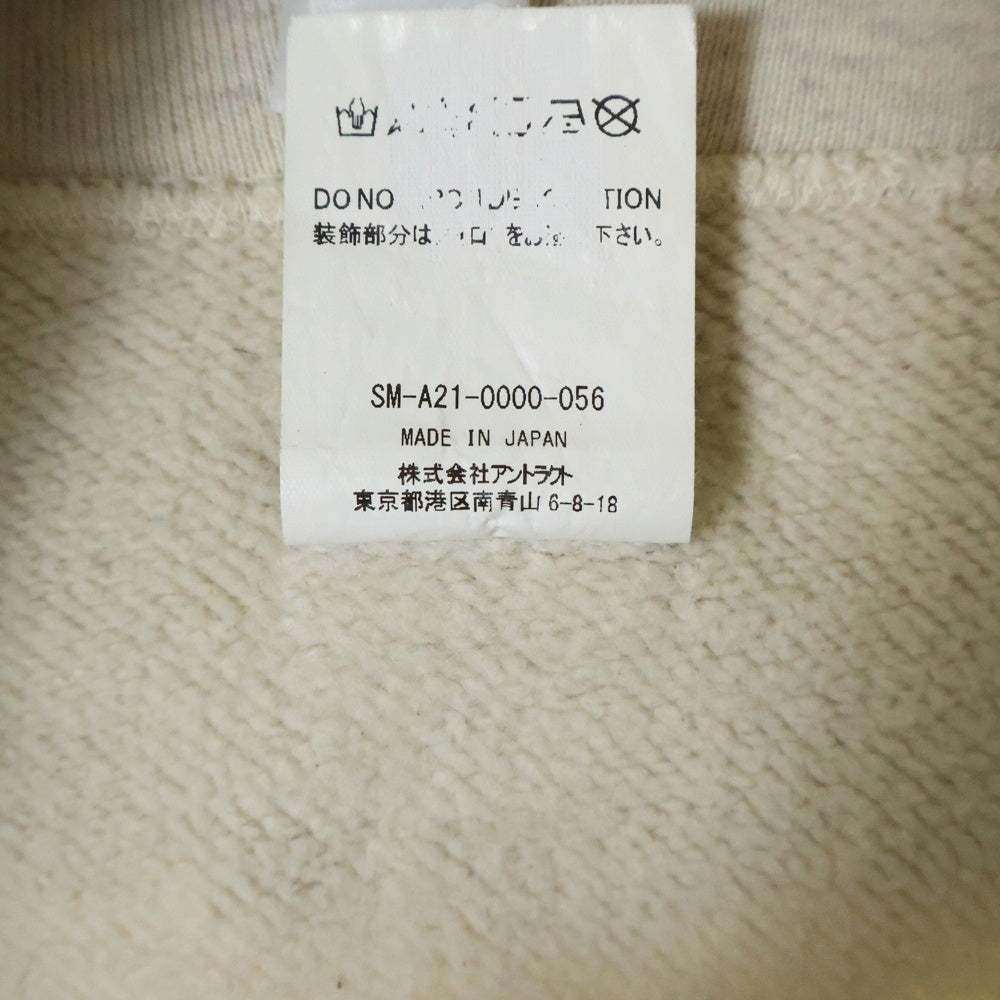 DO NO TION
装飾部分は を 下さい。
SM-A21-0000-056
MADE IN JAPAN
株式会社アントラクト
東京都港区南青山 6-8-18